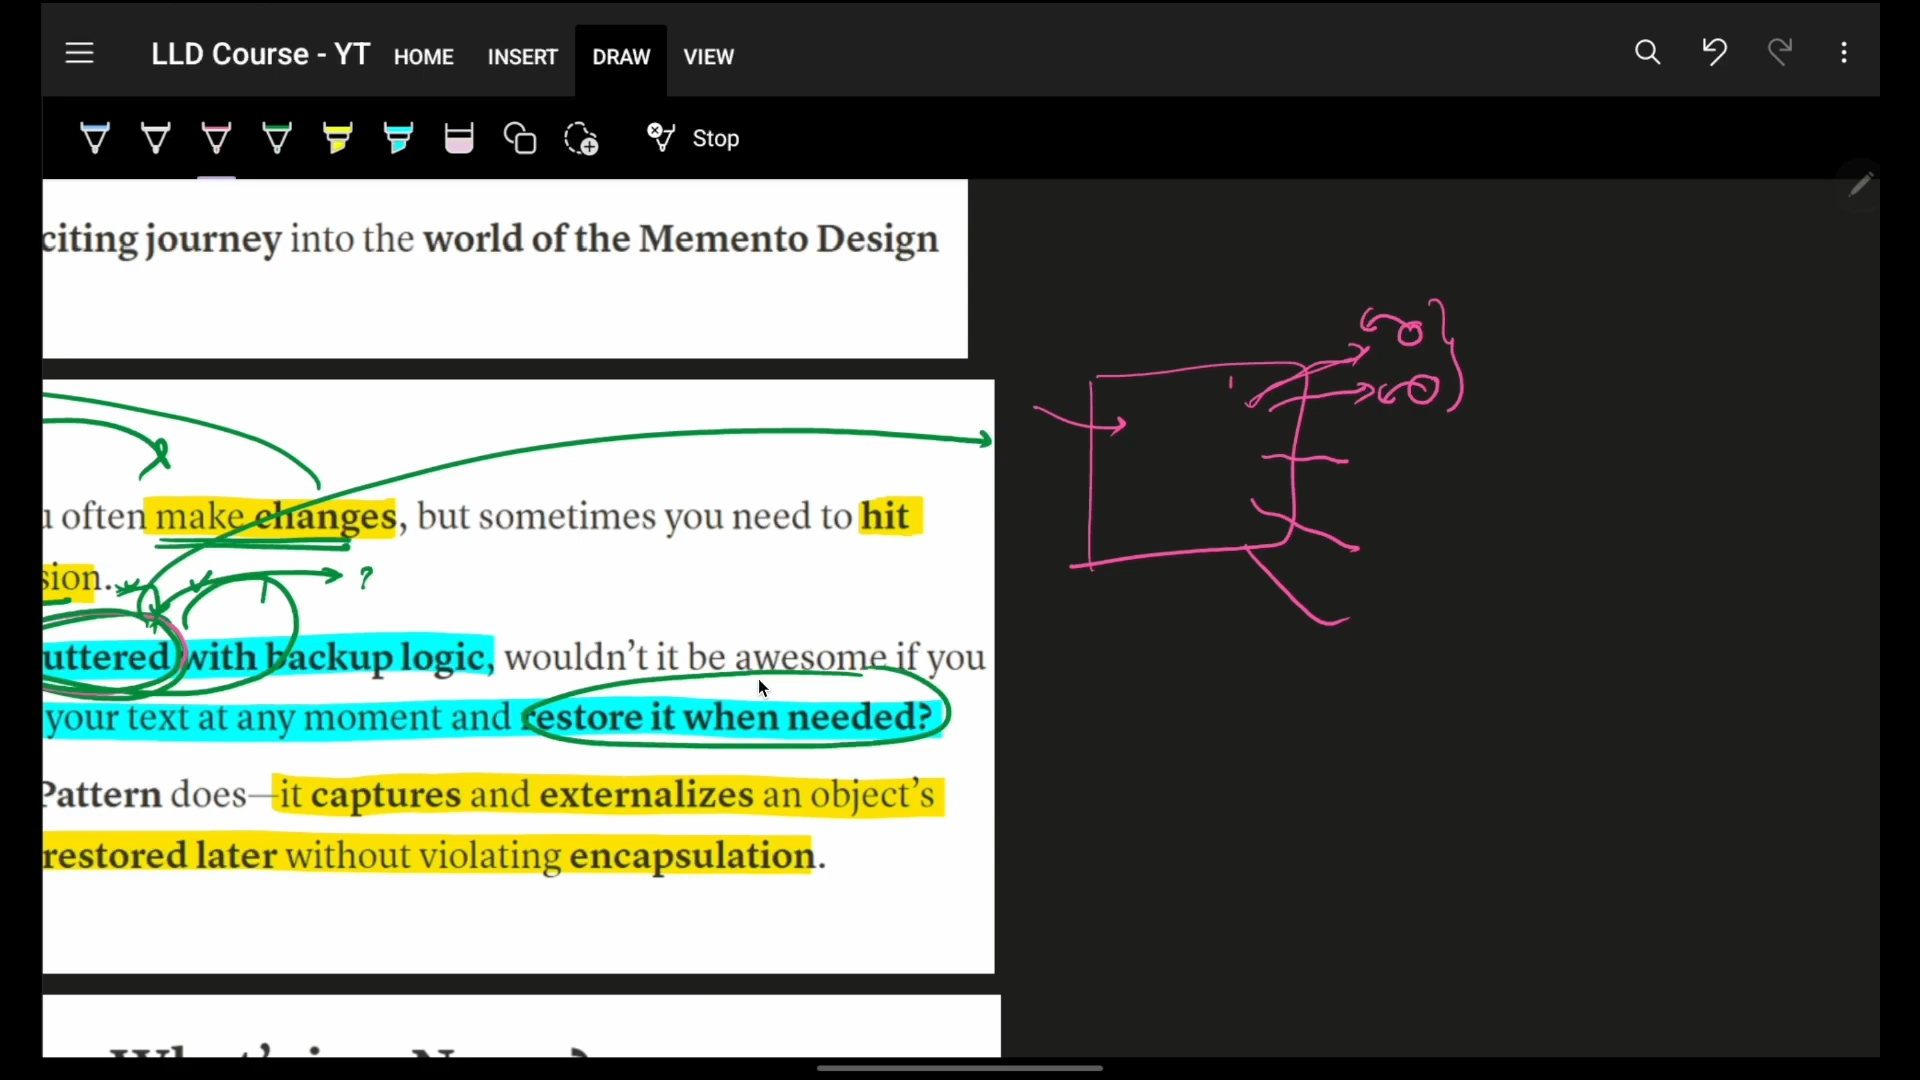 LLD Course - YT HOME INSERT DRAW VIEW
Stop
citing journey into the world of the Memento Design
often make changes, but sometimes you need to hit
sion.
?
uttered with backup logic, wouldn't it be awesome if you
your text at any moment and restore it when needed?
Pattern does—it captures and externalizes an object's
restored later without violating encapsulation.